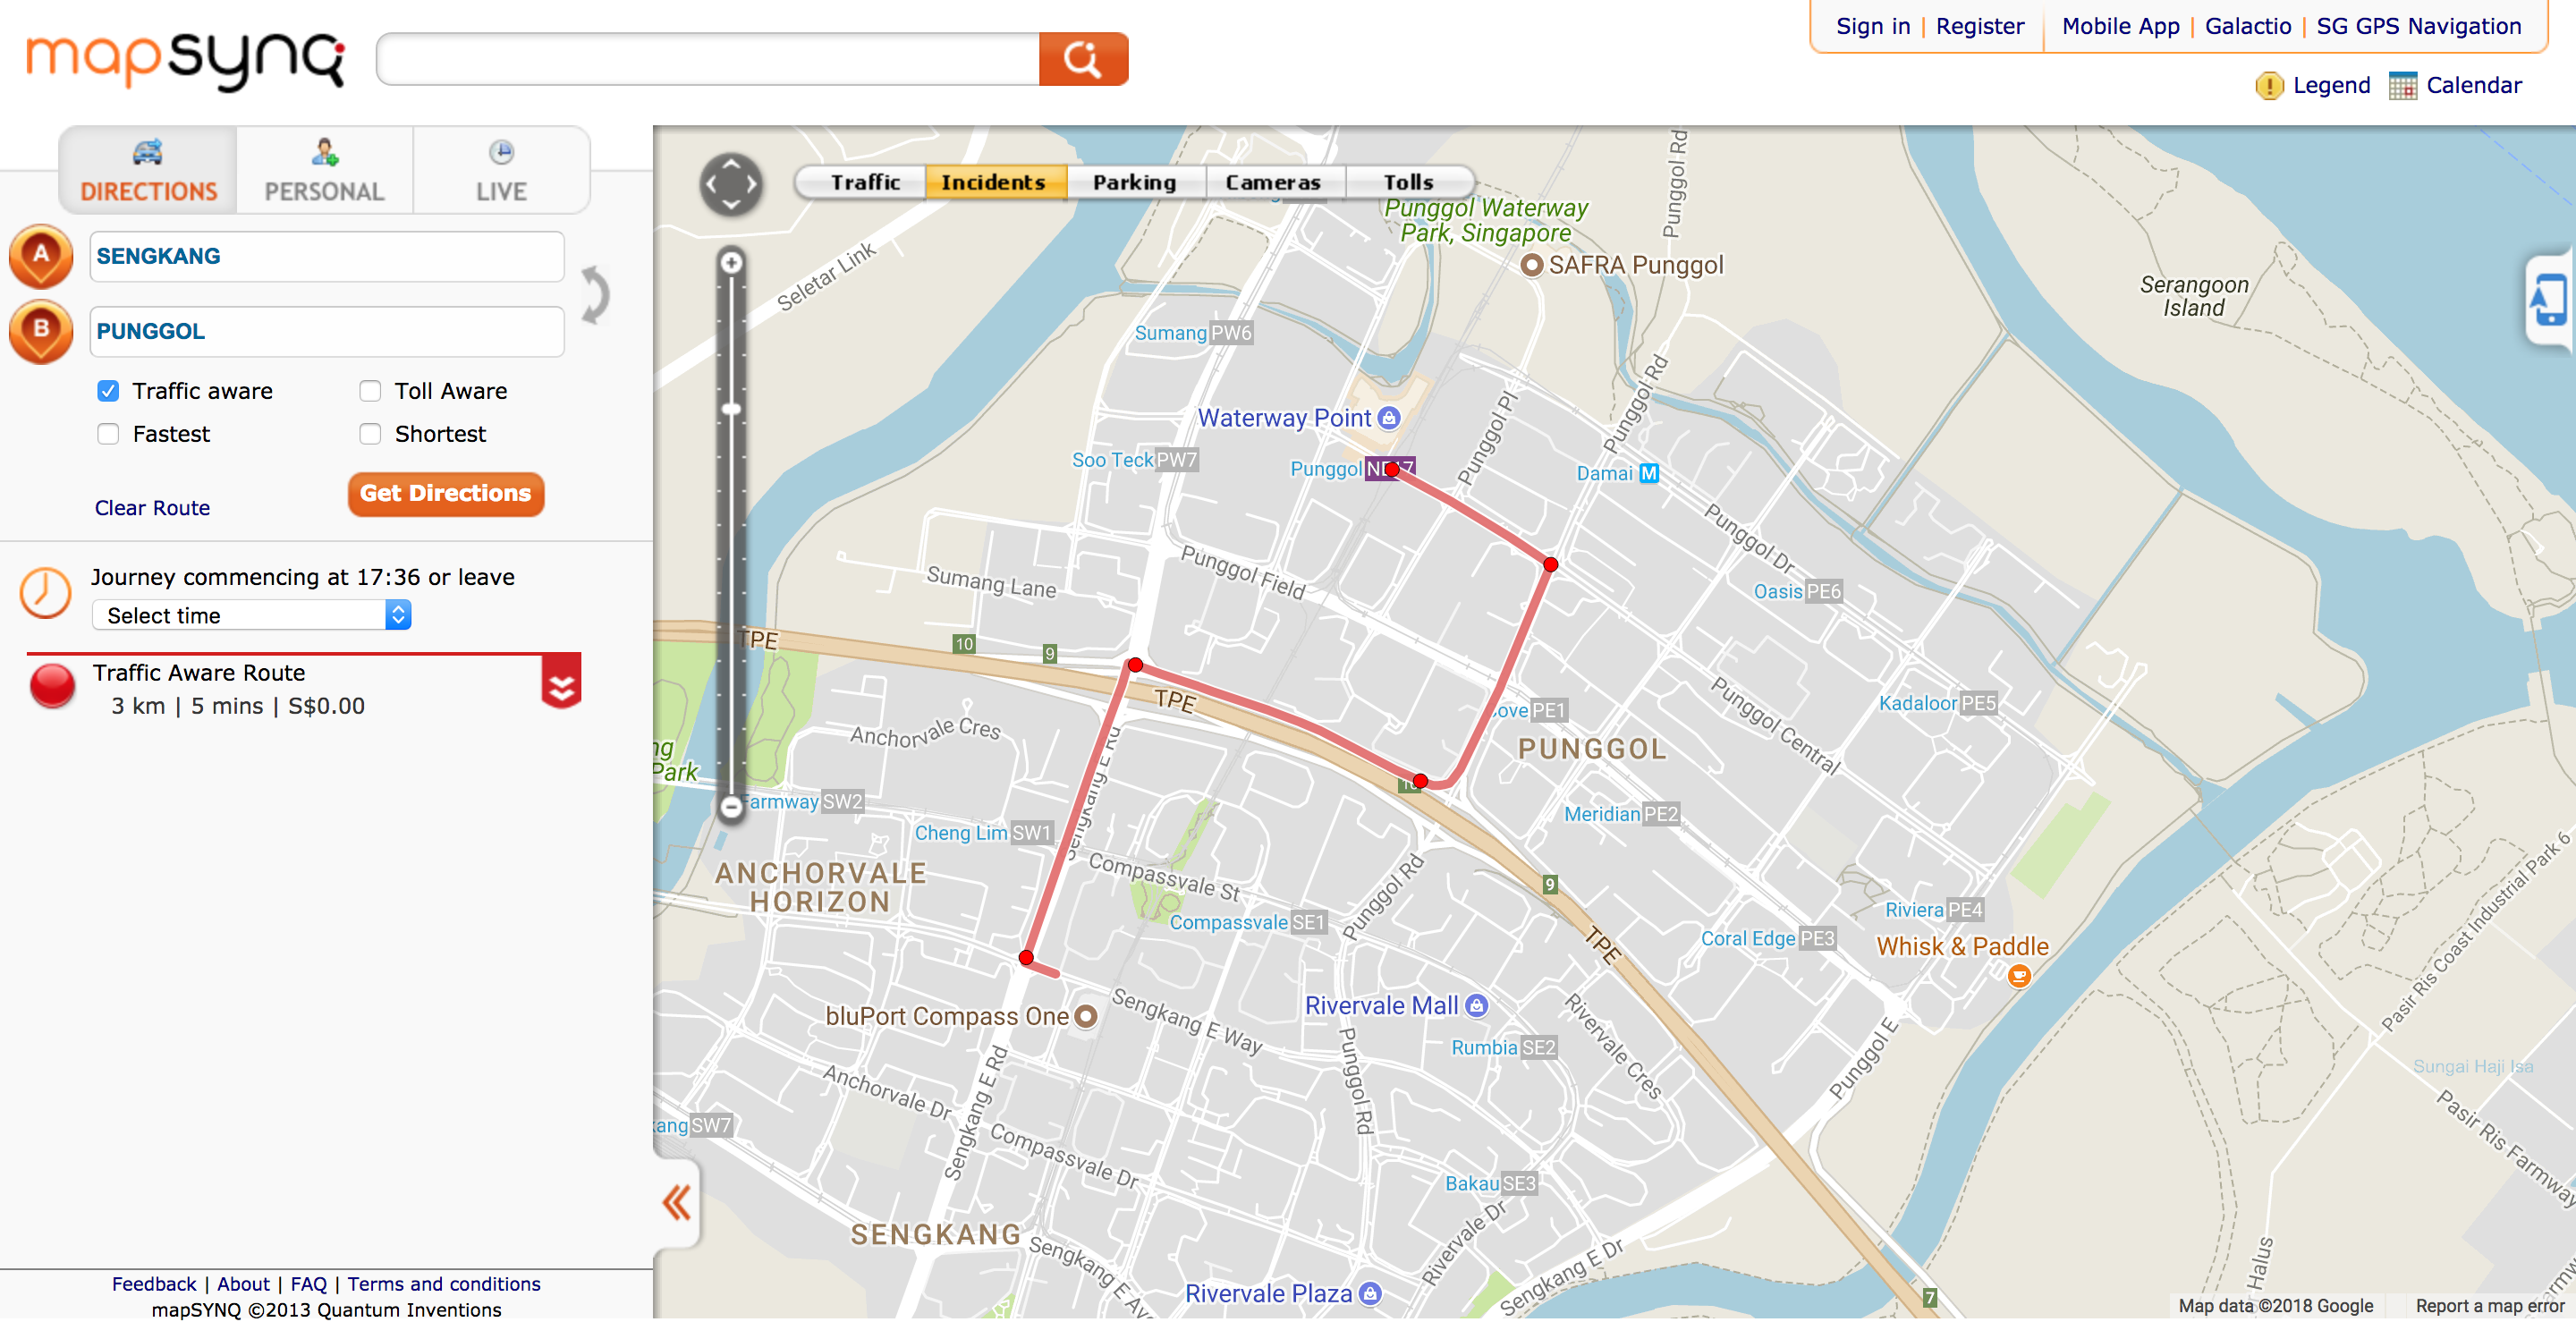 mapsynq
Sign in | Register
Mobile App | Galactio | SG GPS Navigation
Legend
Calendar
DIRECTIONS
PERSONAL
LIVE
A
SENGKANG
B
PUNGGOL
Traffic aware
Toll Aware
Fastest
Shortest
Clear Route
Get Directions
Journey commencing at 17:36 or leave
Select time
Traffic Aware Route
3 km | 5 mins | S$0.00
Feedback | About | FAQ | Terms and conditions
mapSYNQ ©2013 Quantum Inventions
Traffic
Incidents
Parking
Cameras
Tolls
Punggol Waterway
Park, Singapore
Punggol Rd
SAFRA Punggol
Seletar Link
Serangoon
Island
Sumang PW6
Waterway Point
Punggol Pl
Punggol Rd
Soo Teck PW7
Punggol
Damai M
Punggol Dr
Punggol Field
Sumang Lane
Oasis PE6
TPE
10
9
TPE
Kadaloor PE5
PE1
Punggol Central
Anchorvale Cres
Sengkang E Rd
PUNGGOL
Park
Farmway SW2
Cheng Lim SW1
Meridian PE2
Compassvale St
ANCHORVALE
HORIZON
Punggol Rd
9
Compassvale SE1
Riviera PE4
Coral Edge PE3
TPE
Whisk & Paddle
Pasir Ris Coast Industrial Park 6
bluPort Compass One
Sengkang E Way
Rivervale Mall
Rivervale Cres
Rumbia SE2
Punggol E
Punggol Rd
Anchorvale Dr
Sengkang E Rd
Sungai Haji Isa
Pasir Ris Farmway
SW7
Compassvale Dr
Bakau SE3
SENGKANG
Sengkang E Ave
Rivervale Dr
Sengkang E Dr
Rivervale Plaza
7
Halus
Map data ©2018 Google
Report a map error